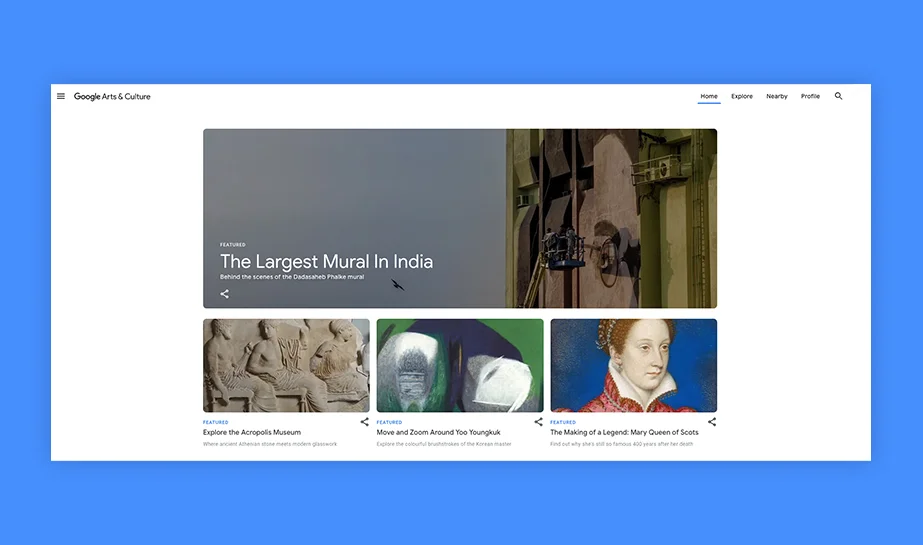 Google Arts & Culture
Home Explore Nearby Profile
FEATURED
The Largest Mural In India
Behind the scenes of the Dadasaheb Phalke mural
FEATURED
Explore the Acropolis Museum
Where ancient Athenian stone meets modern glasswork
FEATURED
Move and Zoom Around Yoo Youngkuk
Explore the colourful brushstrokes of the Korean master
FEATURED
The Making of a Legend: Mary Queen of Scots
Find out why she's still so famous 400 years after her death